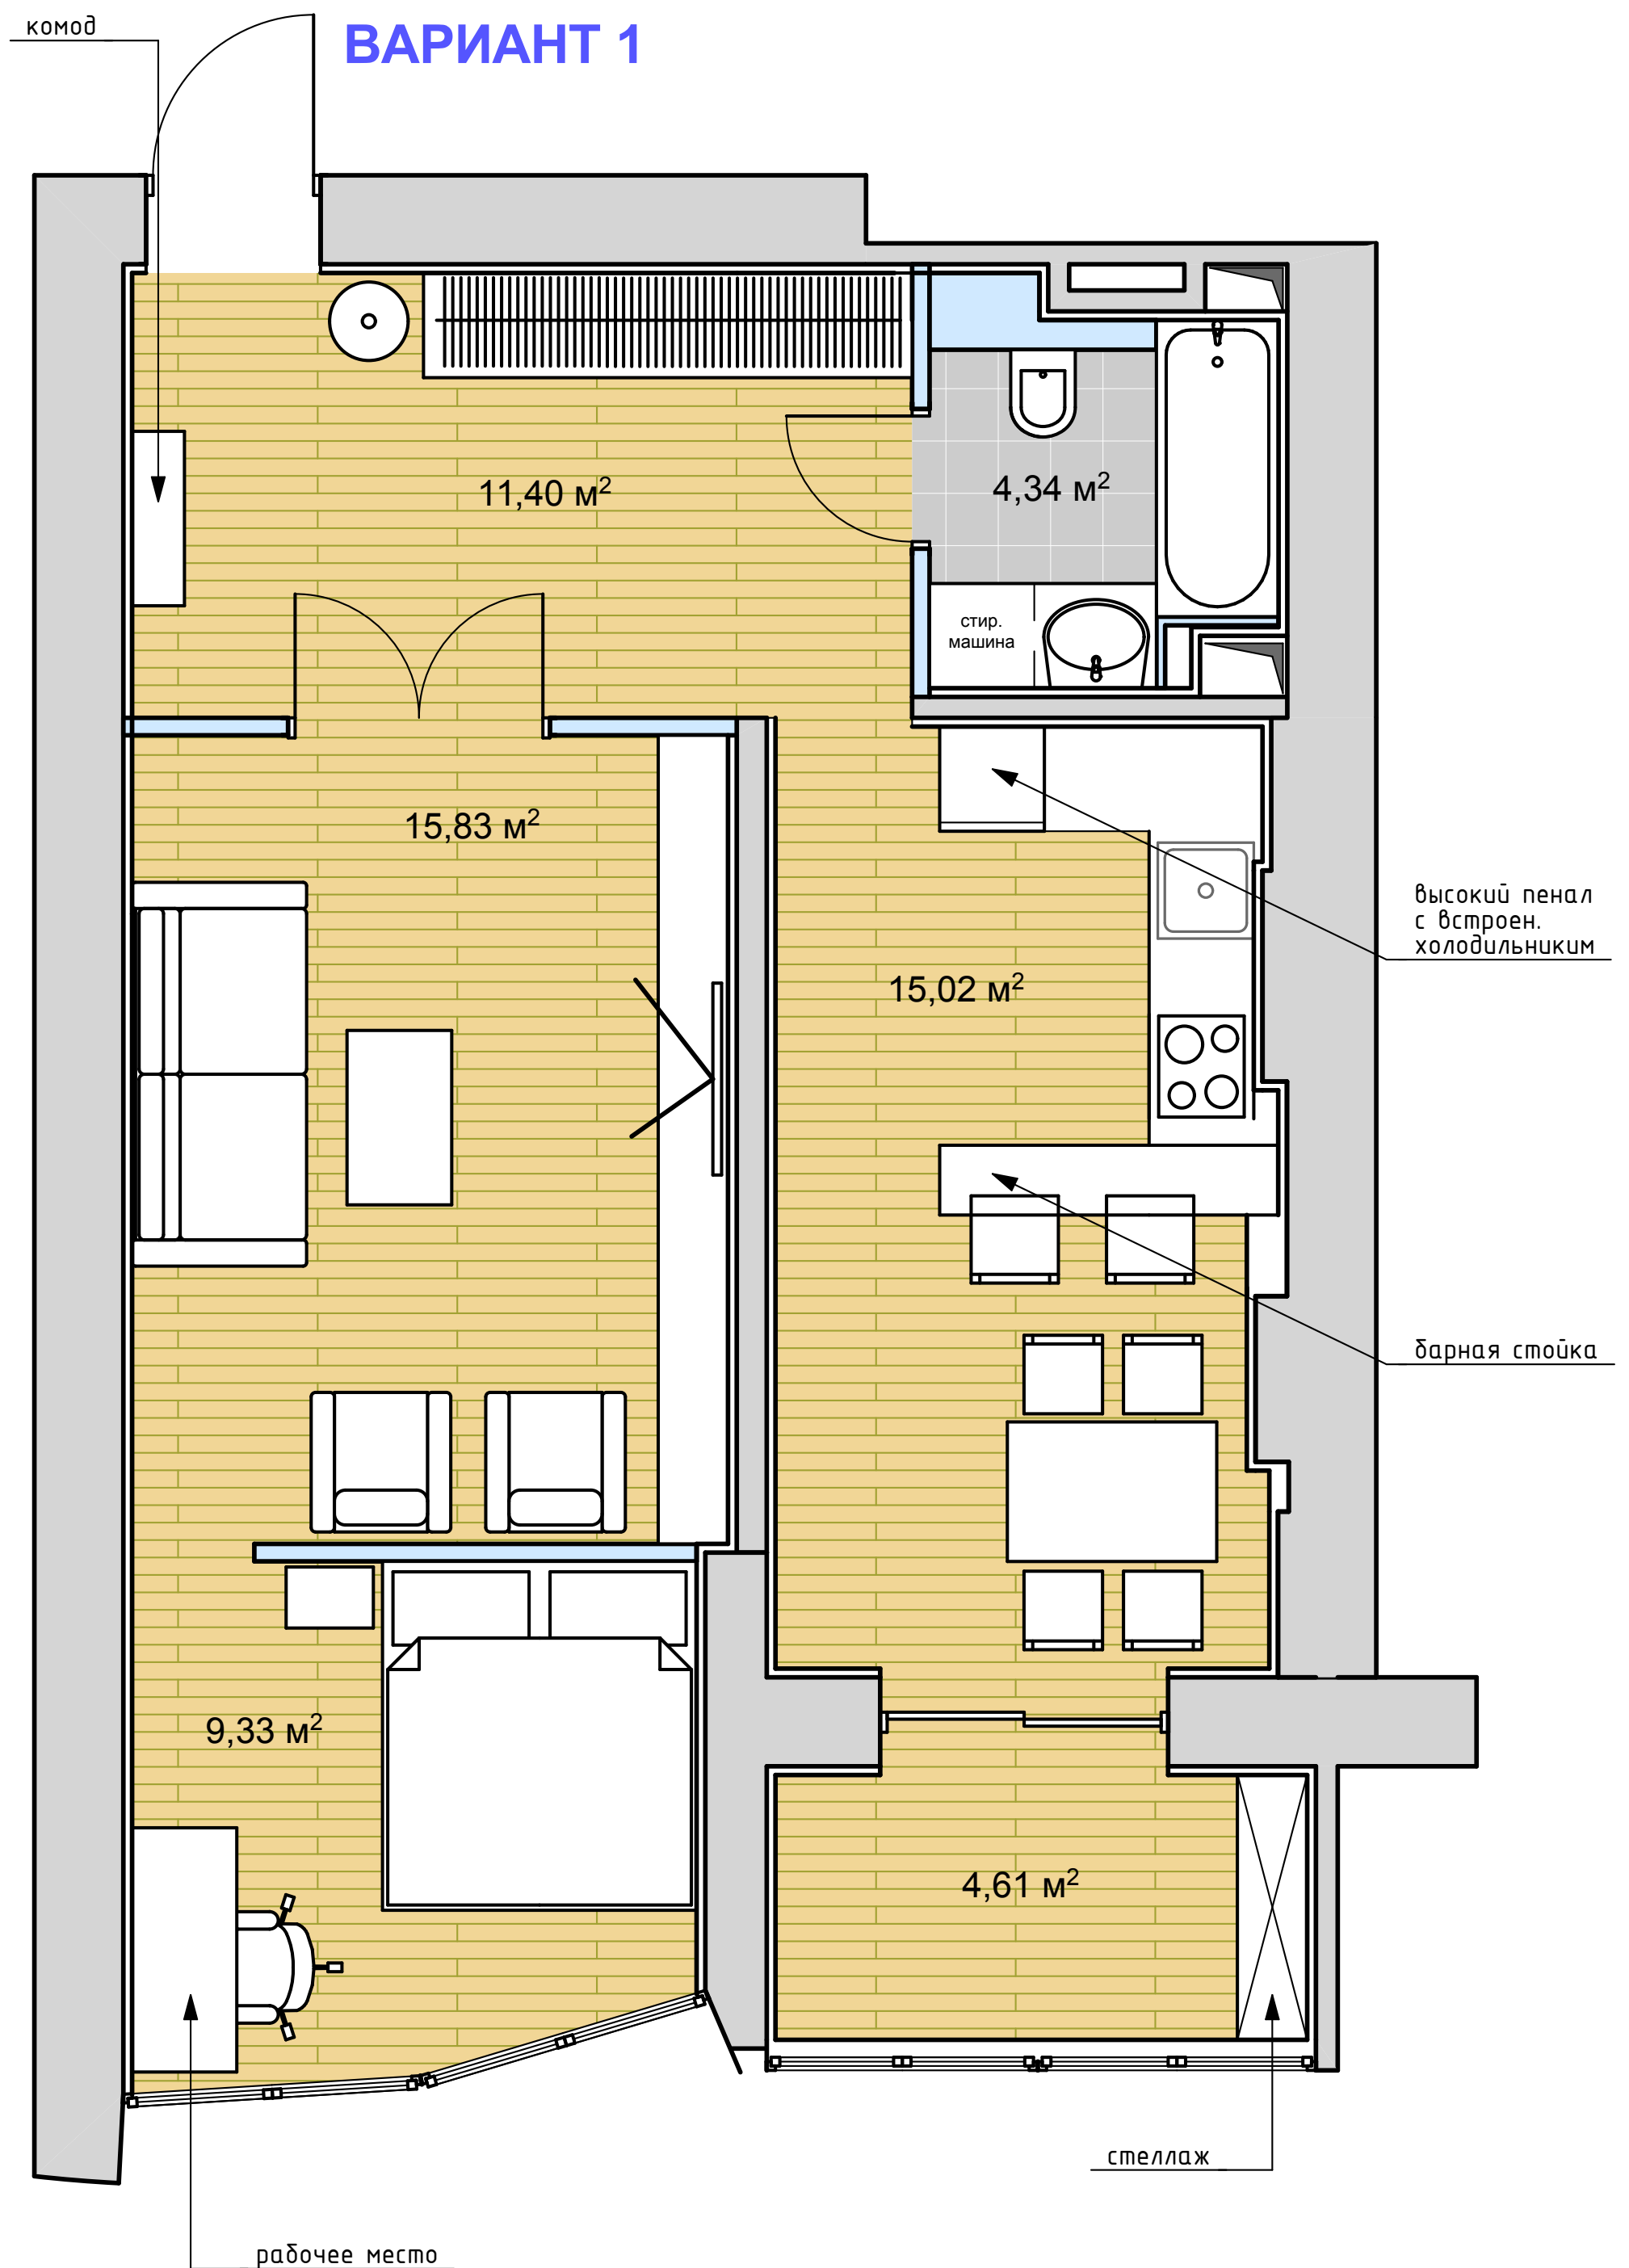 комод
ВАРИАНТ 1
11,40 м²
4,34 м²
стир.
машина
15,83 м²
высокий пенал
с встроен.
холодильником
15,02 м²
барная стойка
9,33 м²
4,61 м²
стеллаж
рабочее место